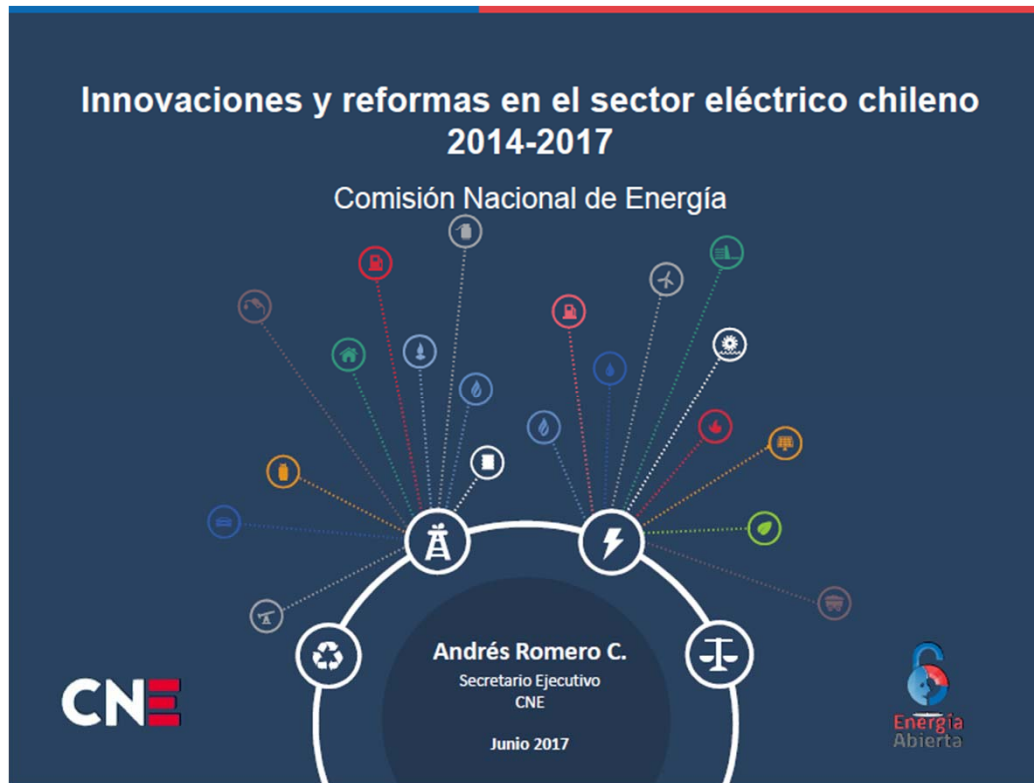 Innovaciones y reformas en el sector eléctrico chileno
2014-2017
Comisión Nacional de Energía
Andrés Romero C.
Secretario Ejecutivo
CNE
Junio 2017
CNE
Energía
Abierta